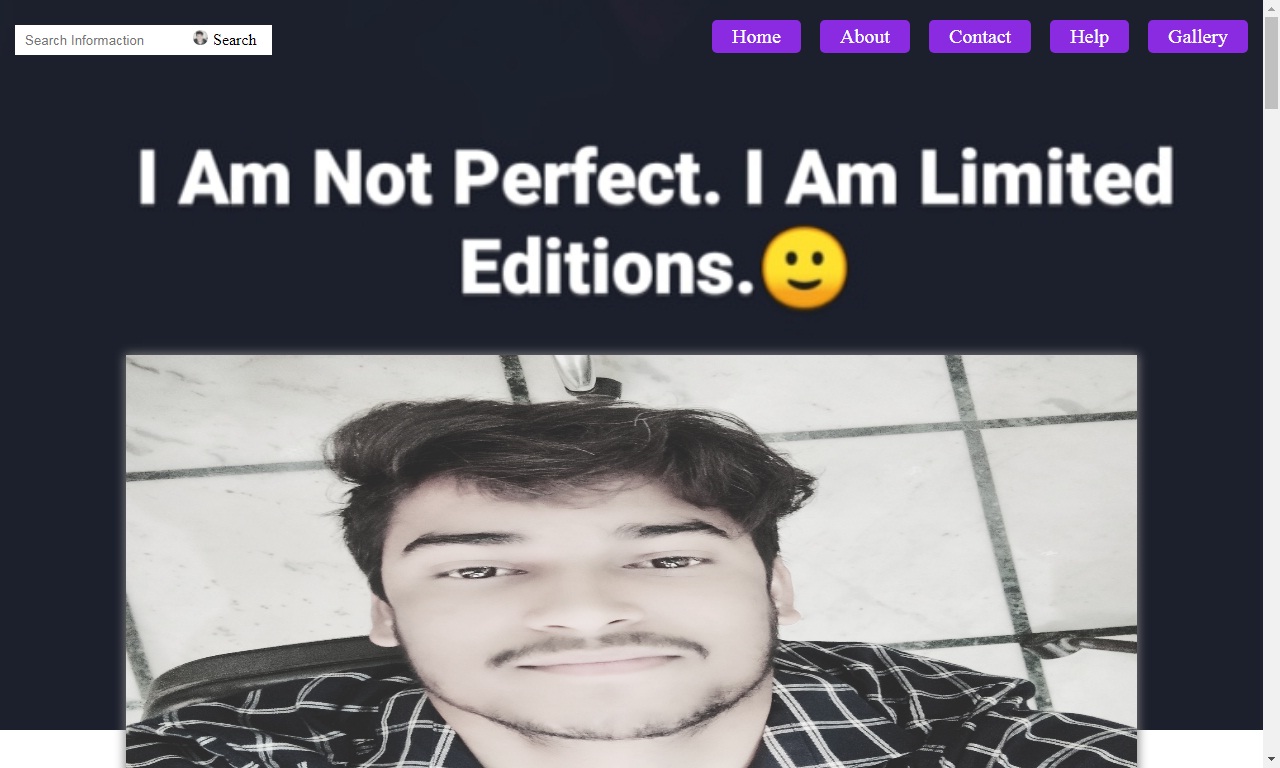 Search Informaction
Search
Home
About
Contact
Help
Gallery
I Am Not Perfect. I Am Limited
Editions.🙂